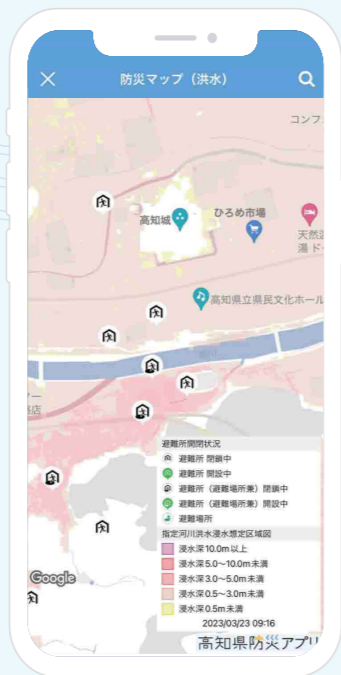 防災マップ（洪水）
コンフ
高知城
ひろめ市場
天然温
湯 ド
高知県立県民文化ホール
ー
店
避難所開閉状況
避難所 閉鎖中
避難所 開設中
避難所（避難場所兼）閉鎖中
避難所（避難場所兼）開設中
避難場所
指定河川洪水浸水想定区域図
浸水深10.0m以上
浸水深5.0～10.0m未満
浸水深3.0～5.0m未満
浸水深0.5～3.0m未満
浸水深0.5m未満
Google
2023/03/23 09:16
高知県防災アプリ